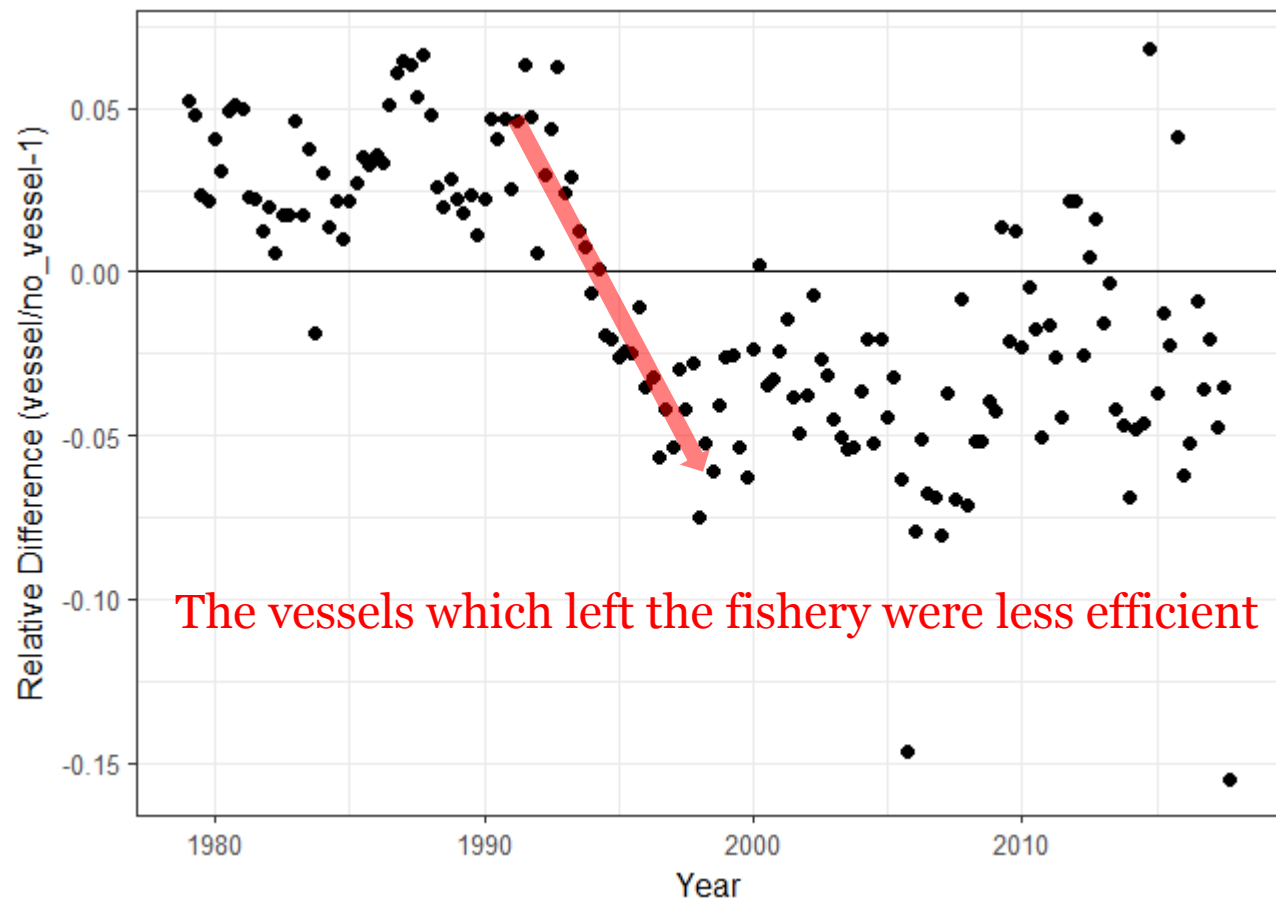 0.05
0.00
-0.05
-0.10
-0.15
Relative Difference (vessel/no_vessel-1)
The vessels which left the fishery were less efficient
1980 1990 2000 2010
Year